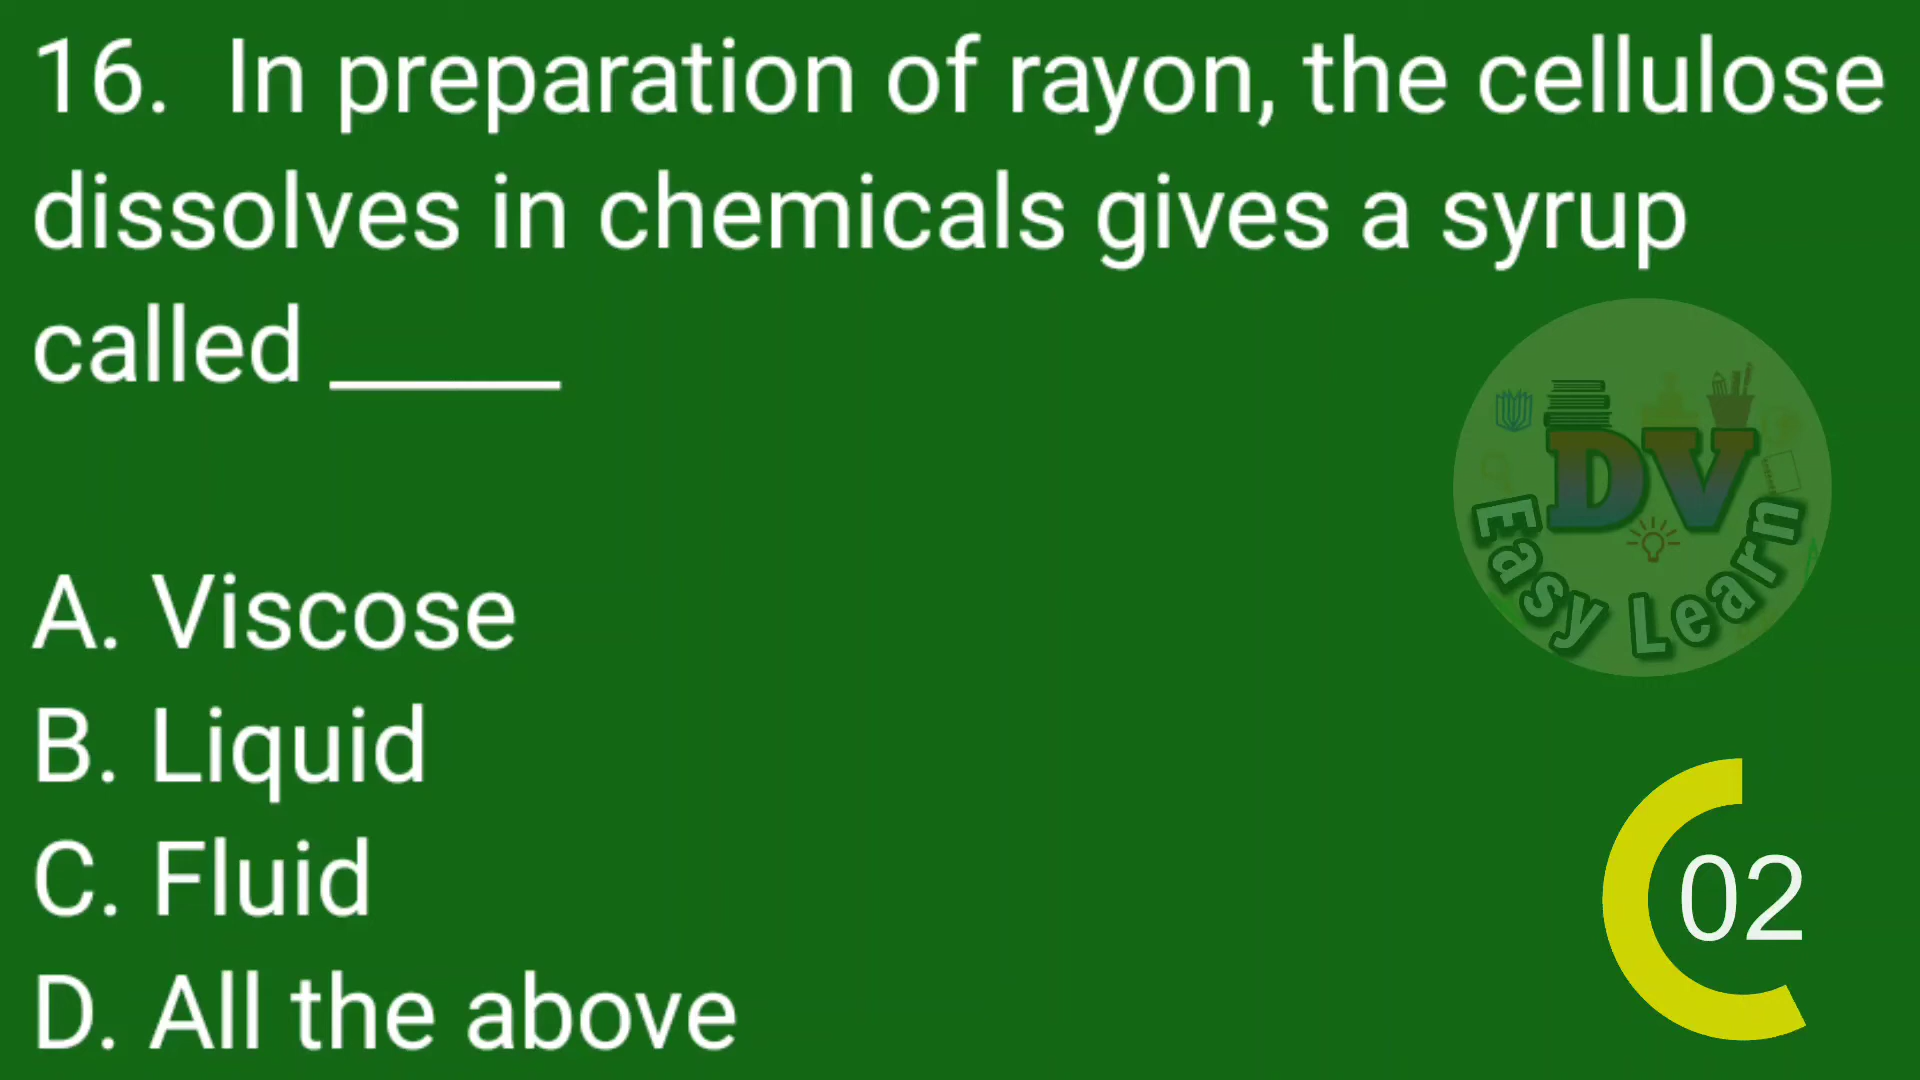 16. In preparation of rayon, the cellulose
dissolves in chemicals gives a syrup
called _____
A. Viscose
B. Liquid
C. Fluid
D. All the above
DV
Easy Learn
02